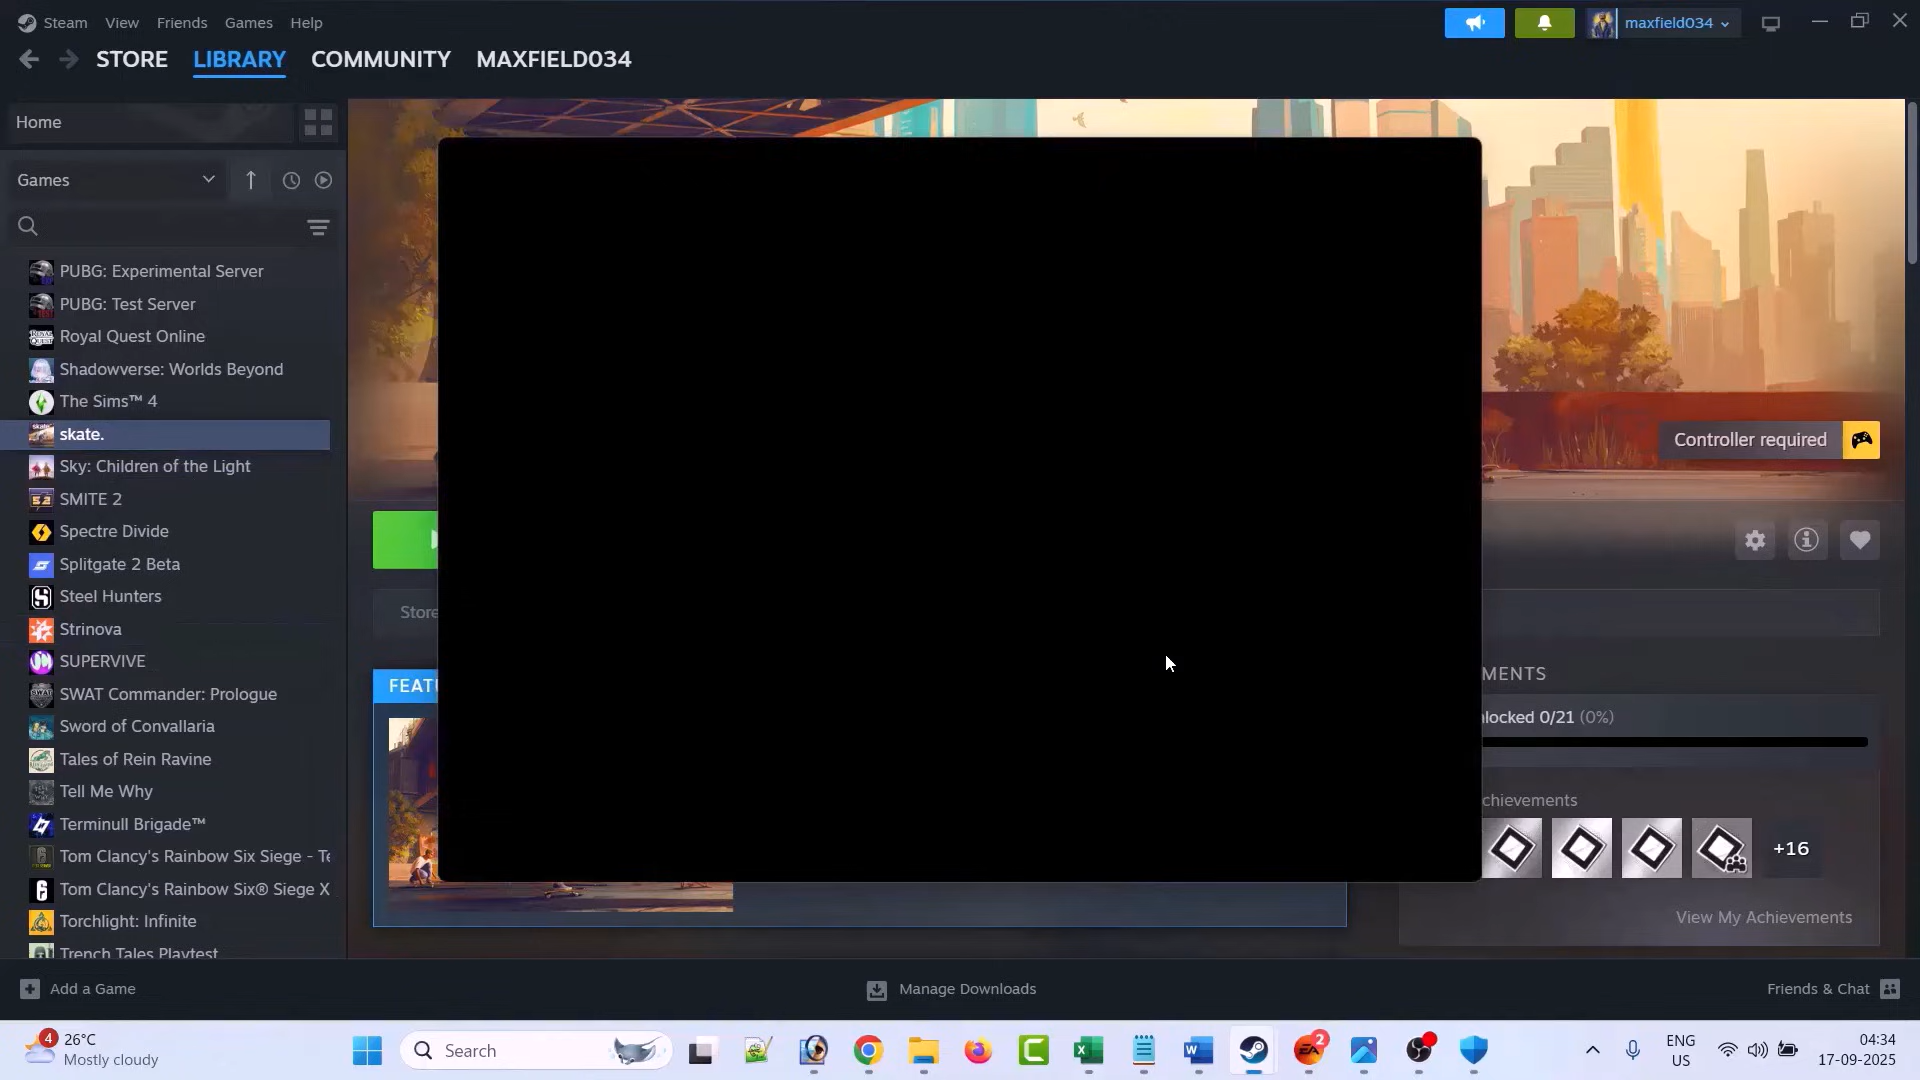 Steam View Friends Games Help
maxfield034
STORE LIBRARY COMMUNITY MAXFIELD034
Home
Games
PUBG: Experimental Server
PUBG: Test Server
Royal Quest Online
Shadowverse: Worlds Beyond
The Sims™ 4
skate.
Sky: Children of the Light
SMITE 2
Spectre Divide
Splitgate 2 Beta
Steel Hunters
Strinova
SUPERVIVE
SWAT Commander: Prologue
Sword of Convallaria
Tales of Rein Ravine
Tell Me Why
Terminull Brigade™
Tom Clancy's Rainbow Six Siege - Te
Tom Clancy's Rainbow Six® Siege X
Torchlight: Infinite
Trench Tales Playtest
Controller required
Store
FEATU
MENTS
locked 0/21 (0%)
chievements
+16
View My Achievements
Add a Game
Manage Downloads
Friends & Chat
4
26°C
Mostly cloudy
Search
2
ENG
US
04:34
17-09-2025